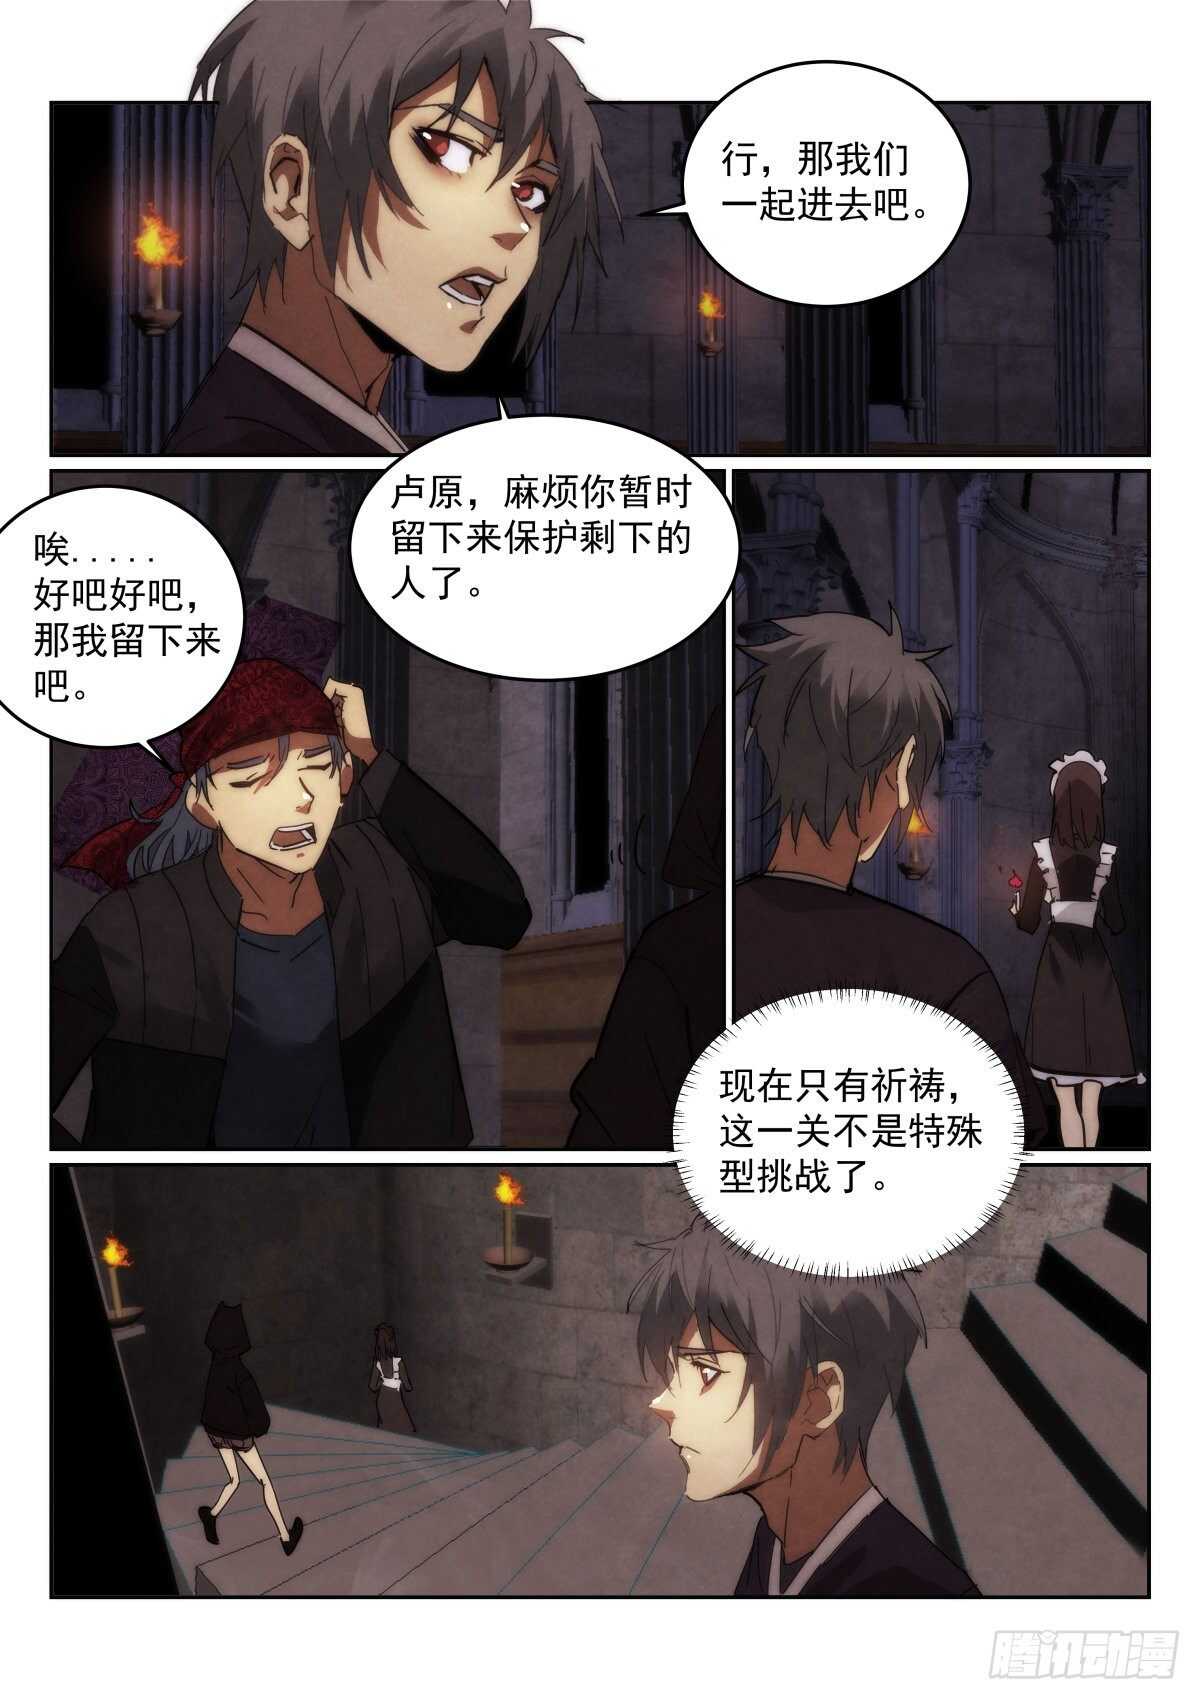 行，那我们
一起进去吧。
卢原，麻烦你暂时
留下来保护剩下的
人了。
唉.....
好吧好吧，
那我留下来
吧。
现在只有祈祷，
这一关不是特殊
型挑战了。
腾讯动漫